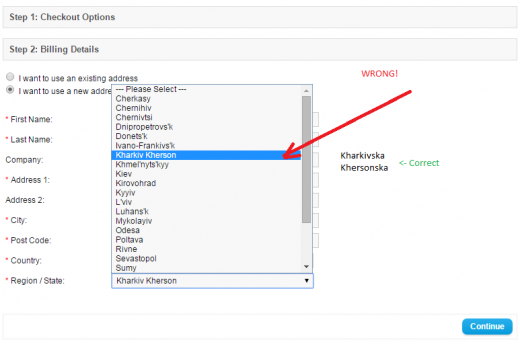 Step 1: Checkout Options
Step 2: Billing Details
WRONG!
I want to use an existing address
I want to use a new addre
--- Please Select ---
Cherkasy
Chernihiv
Chernivtsi
Dnipropetrovs'k
Donets'k
Ivano-Frankivs'k
Kharkiv Kherson
Khmel'nyts'kyy
Kiev
Kirovohrad
Kyyiv
L'viv
Luhans'k
Mykolayiv
Odesa
Poltava
Rivne
Sevastopol
Sumy
* First Name:
* Last Name:
Company:
* Address 1:
Address 2:
* City:
* Post Code:
* Country:
* Region / State:
Kharkiv Kherson
Kharkivska
Khersonska
<- Correct
Continue